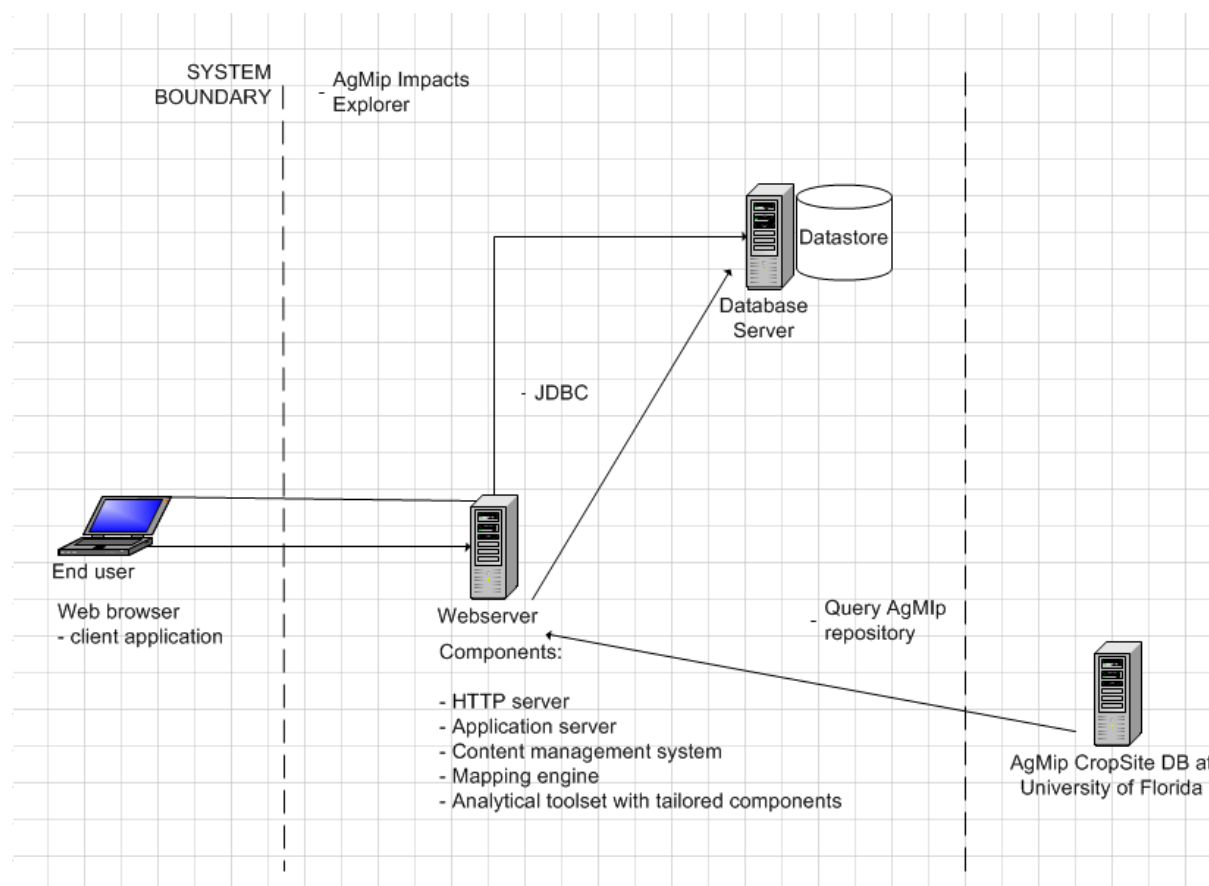 SYSTEM
BOUNDARY
- AgMip Impacts
Explorer
Datastore
Database
Server
- JDBC
End user
Web browser
- client application
Webserver
Components:
- HTTP server
- Application server
- Content management system
- Mapping engine
- Analytical toolset with tailored components
- Query AgMIp
repository
AgMip CropSite DB at
University of Florida